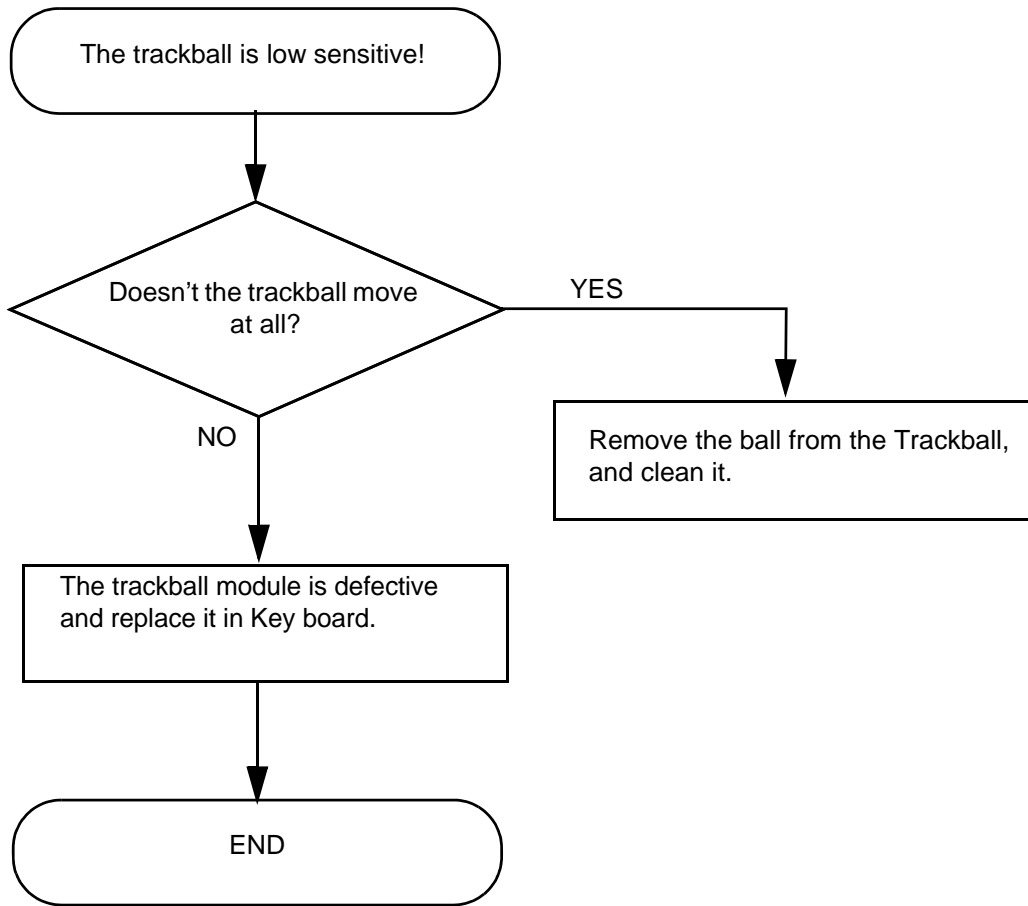 The trackball is low sensitive!
Doesn't the trackball move
at all?
YES
NO
Remove the ball from the Trackball,
and clean it.
The trackball module is defective
and replace it in Key board.
END